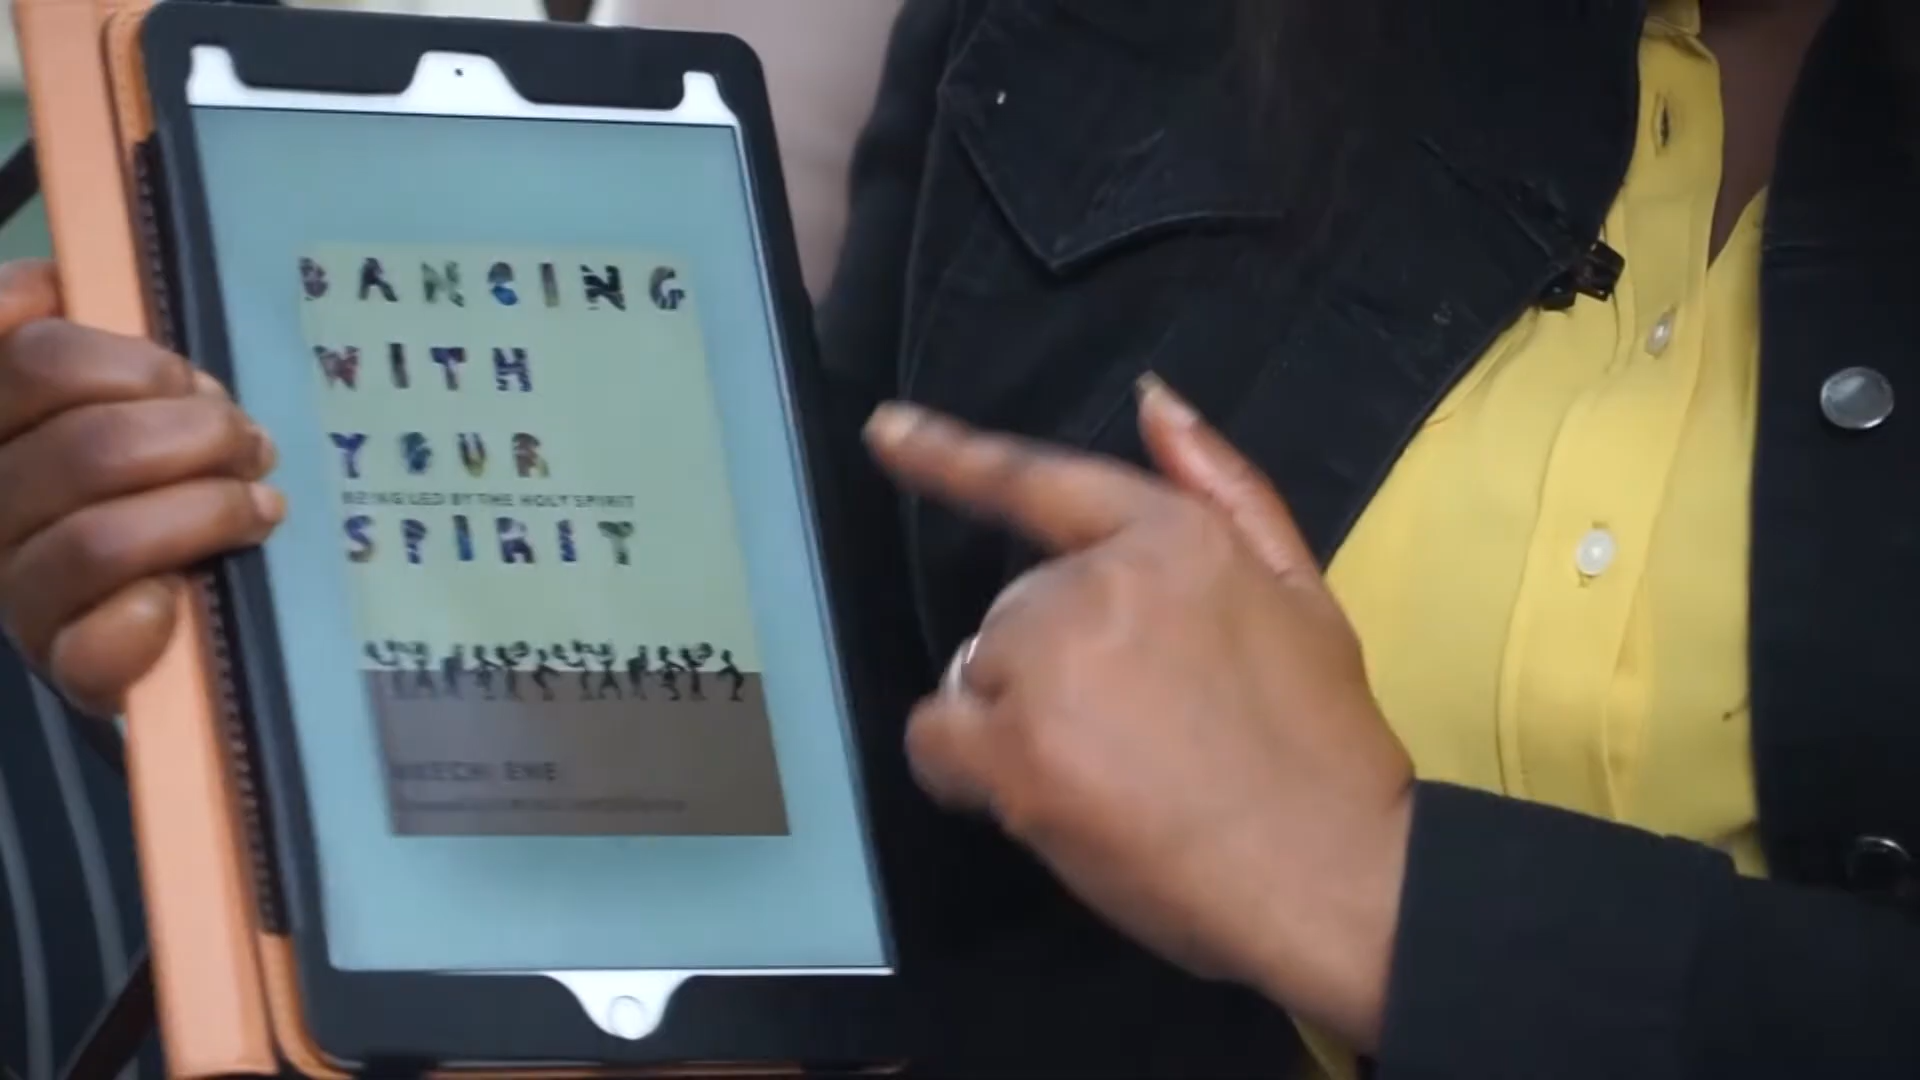 DANCING
WITH
YOUR
BEING LED BY THE HOLY SPIRIT
SPIRIT